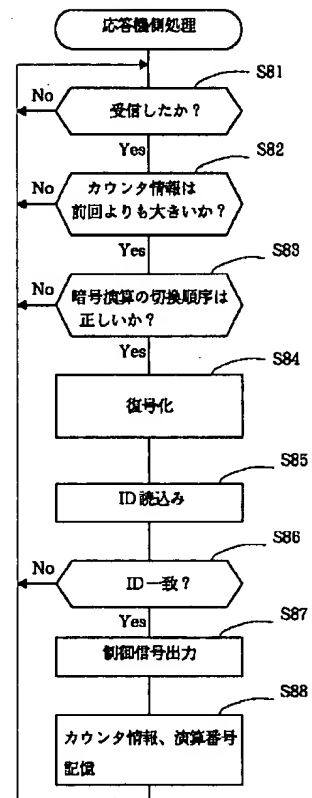 応答機側処理
S81
No
受信したか?
Yes
S82
No
カウンタ情報は
前回よりも大きいか?
Yes
S83
No
暗号演算の切換順序は
正しいか?
Yes
S84
復号化
S85
ID読込み
S86
No
ID一致?
Yes
S87
制御信号出力
S88
カウンタ情報、演算番号
記憶